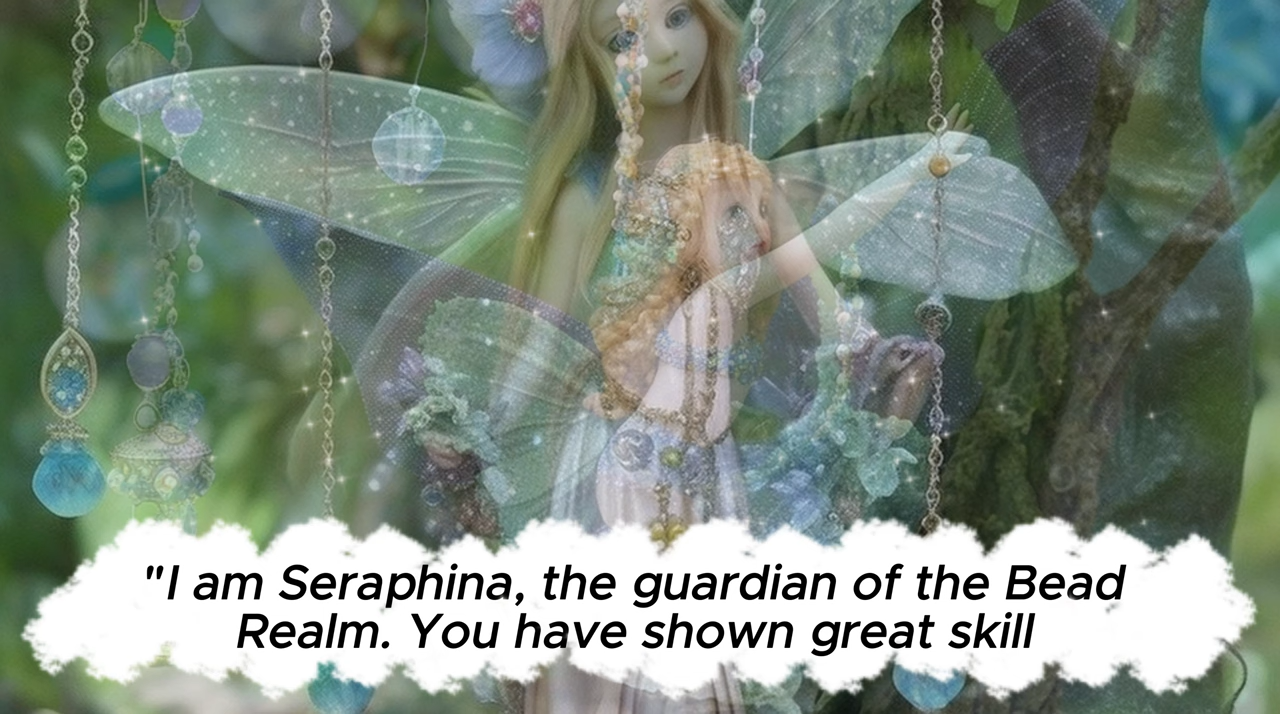 "I am Seraphina, the guardian of the Bead
Realm. You have shown great skill